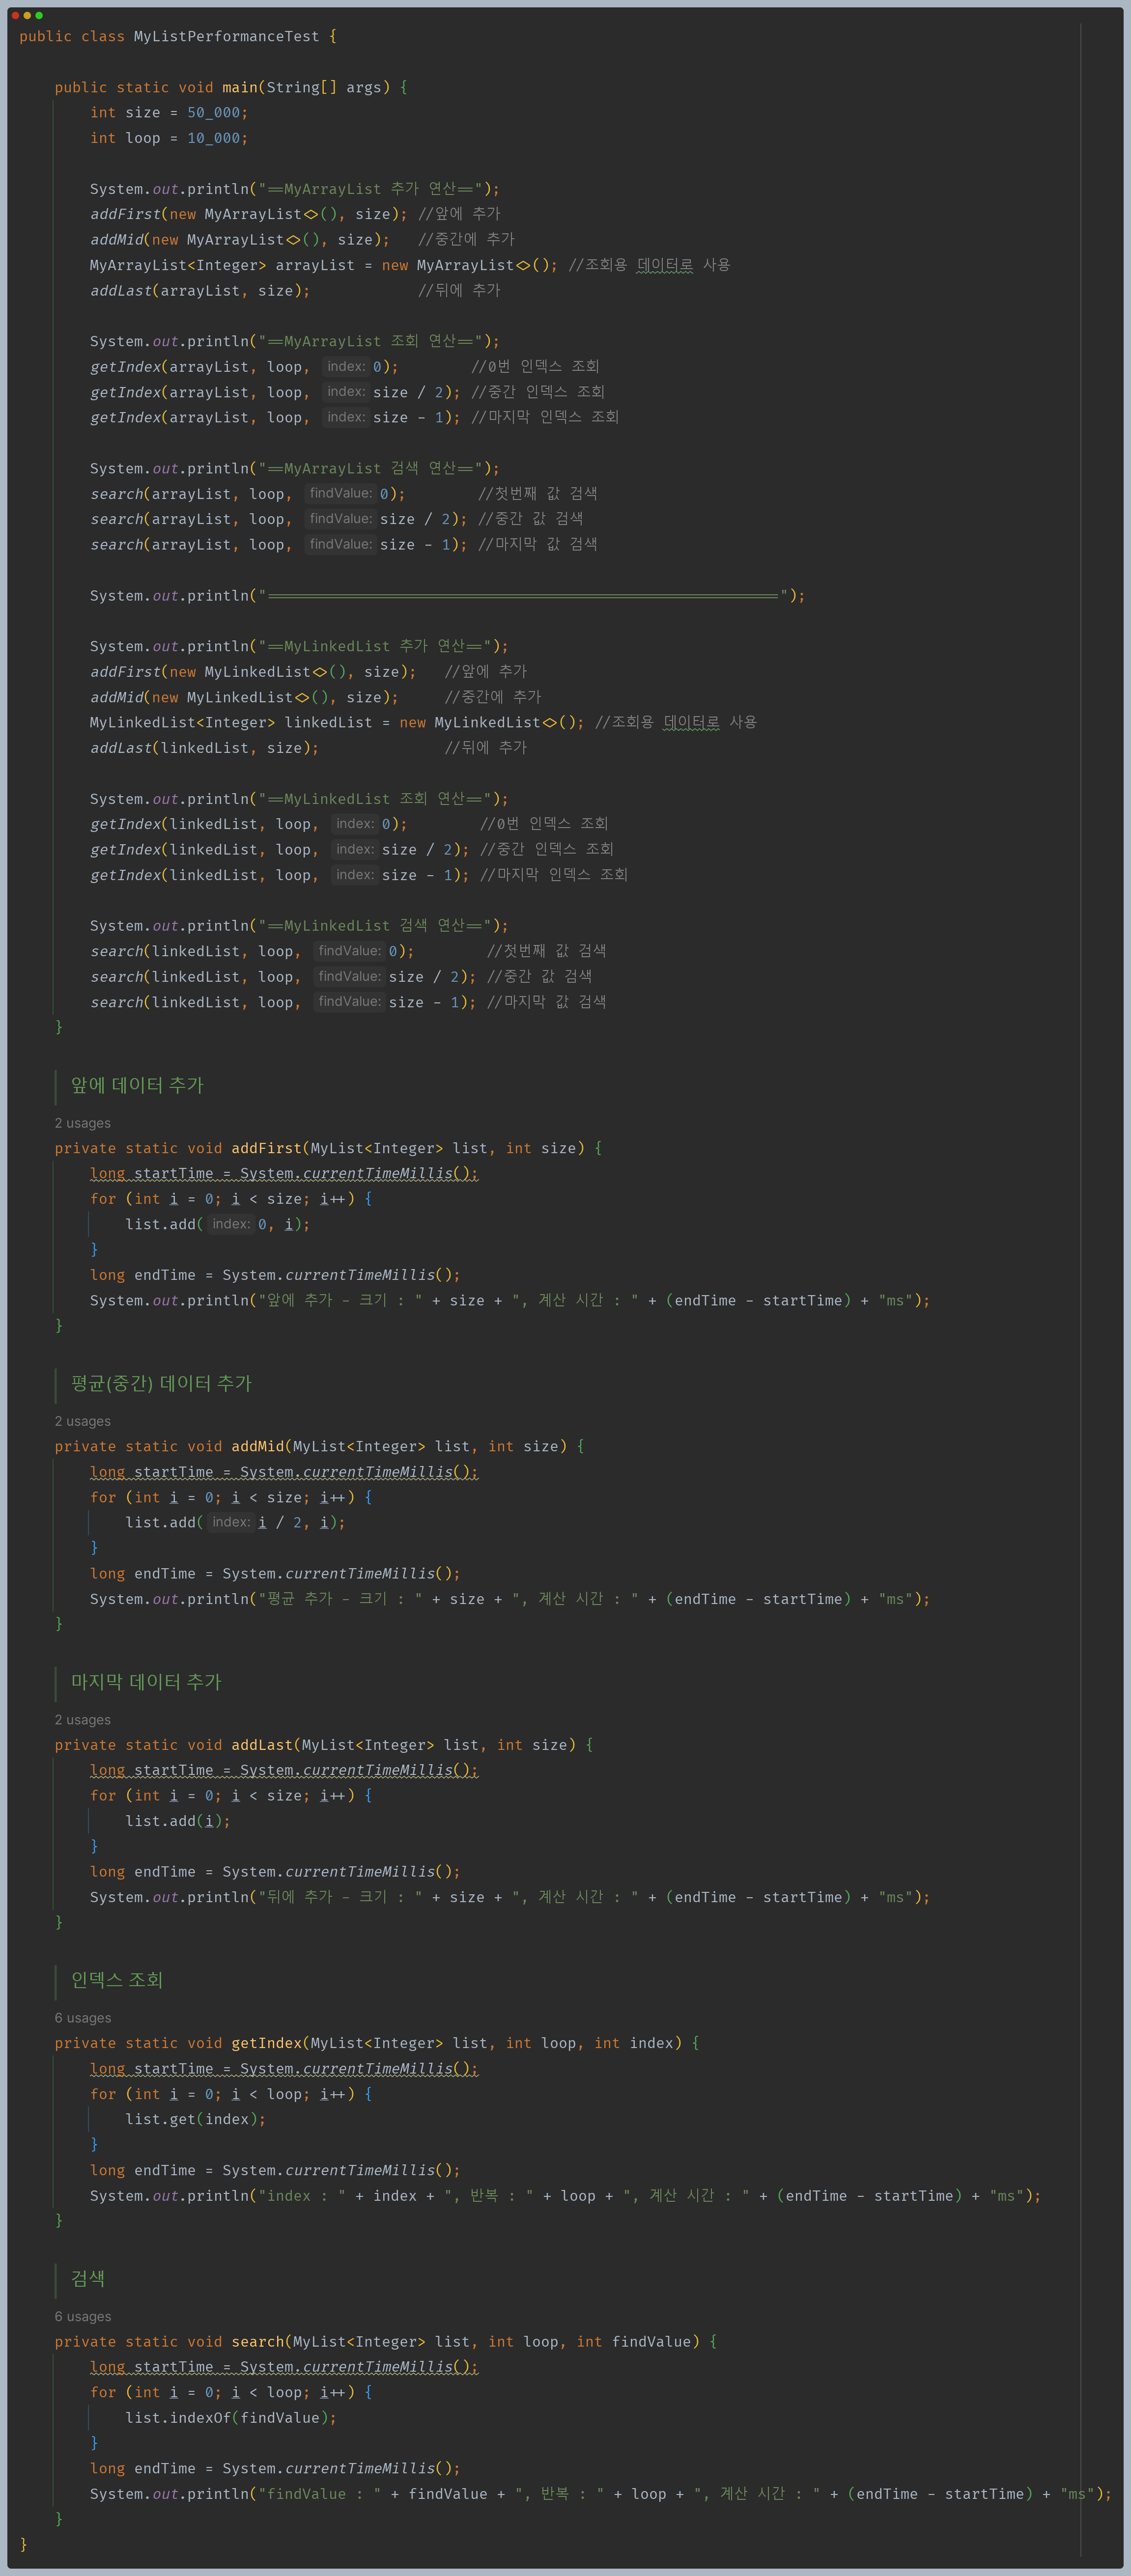 public class MyListPerformanceTest {
public static void main(String[] args) {
int size = 50_000;
int loop = 10_000;
System.out.println("==MyArrayList 추가 연산==");
addFirst(new MyArrayList<>(), size); //앞에 추가
addMid(new MyArrayList<>(), size);   //중간에 추가
MyArrayList<Integer> arrayList = new MyArrayList<>(); //조회용 데이터로 사용
addLast(arrayList, size);            //뒤에 추가
System.out.println("==MyArrayList 조회 연산==");
getIndex(arrayList, loop, index: 0);        //0번 인덱스 조회
getIndex(arrayList, loop, index: size / 2); //중간 인덱스 조회
getIndex(arrayList, loop, index: size - 1); //마지막 인덱스 조회
System.out.println("==MyArrayList 검색 연산==");
search(arrayList, loop, findValue: 0);        //첫번째 값 검색
search(arrayList, loop, findValue: size / 2); //중간 값 검색
search(arrayList, loop, findValue: size - 1); //마지막 값 검색
System.out.println("==========================================================");
System.out.println("==MyLinkedList 추가 연산==");
addFirst(new MyLinkedList<>(), size);   //앞에 추가
addMid(new MyLinkedList<>(), size);     //중간에 추가
MyLinkedList<Integer> linkedList = new MyLinkedList<>(); //조회용 데이터로 사용
addLast(linkedList, size);              //뒤에 추가
System.out.println("==MyLinkedList 조회 연산==");
getIndex(linkedList, loop, index: 0);        //0번 인덱스 조회
getIndex(linkedList, loop, index: size / 2); //중간 인덱스 조회
getIndex(linkedList, loop, index: size - 1); //마지막 인덱스 조회
System.out.println("==MyLinkedList 검색 연산==");
search(linkedList, loop, findValue: 0);        //첫번째 값 검색
search(linkedList, loop, findValue: size / 2); //중간 값 검색
search(linkedList, loop, findValue: size - 1); //마지막 값 검색
}
앞에 데이터 추가
2 usages
private static void addFirst(MyList<Integer> list, int size) {
long startTime = System.currentTimeMillis();
for (int i = 0; i < size; i++) {
list.add( index: 0, i);
}
long endTime = System.currentTimeMillis();
System.out.println("앞에 추가 - 크기 : " + size + ", 계산 시간 : " + (endTime - startTime) + "ms");
}
평균(중간) 데이터 추가
2 usages
private static void addMid(MyList<Integer> list, int size) {
long startTime = System.currentTimeMillis();
for (int i = 0; i < size; i++) {
list.add( index: i / 2, i);
}
long endTime = System.currentTimeMillis();
System.out.println("평균 추가 - 크기 : " + size + ", 계산 시간 : " + (endTime - startTime) + "ms");
}
마지막 데이터 추가
2 usages
private static void addLast(MyList<Integer> list, int size) {
long startTime = System.currentTimeMillis();
for (int i = 0; i < size; i++) {
list.add(i);
}
long endTime = System.currentTimeMillis();
System.out.println("뒤에 추가 - 크기 : " + size + ", 계산 시간 : " + (endTime - startTime) + "ms");
}
인덱스 조회
6 usages
private static void getIndex(MyList<Integer> list, int loop, int index) {
long startTime = System.currentTimeMillis();
for (int i = 0; i < loop; i++) {
list.get(index);
}
long endTime = System.currentTimeMillis();
System.out.println("index : " + index + ", 반복 : " + loop + ", 계산 시간 : " + (endTime - startTime) + "ms");
}
검색
6 usages
private static void search(MyList<Integer> list, int loop, int findValue) {
long startTime = System.currentTimeMillis();
for (int i = 0; i < loop; i++) {
list.indexOf(findValue);
}
long endTime = System.currentTimeMillis();
System.out.println("findValue : " + findValue + ", 반복 : " + loop + ", 계산 시간 : " + (endTime - startTime) + "ms");
}
}